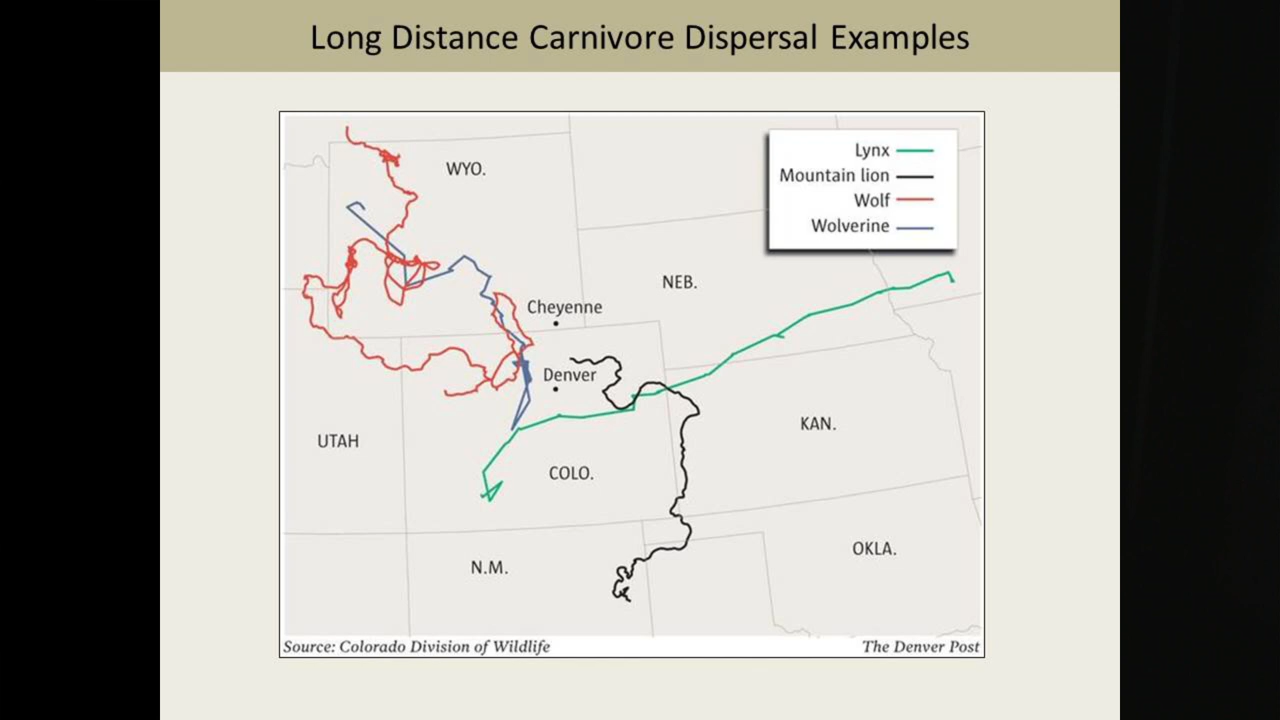 Long Distance Carnivore Dispersal Examples
Lynx
Mountain lion
Wolf
Wolverine
WYO.
NEB.
Cheyenne
Denver
UTAH
COLO.
KAN.
N.M.
OKLA.
Source: Colorado Division of Wildlife
The Denver Post